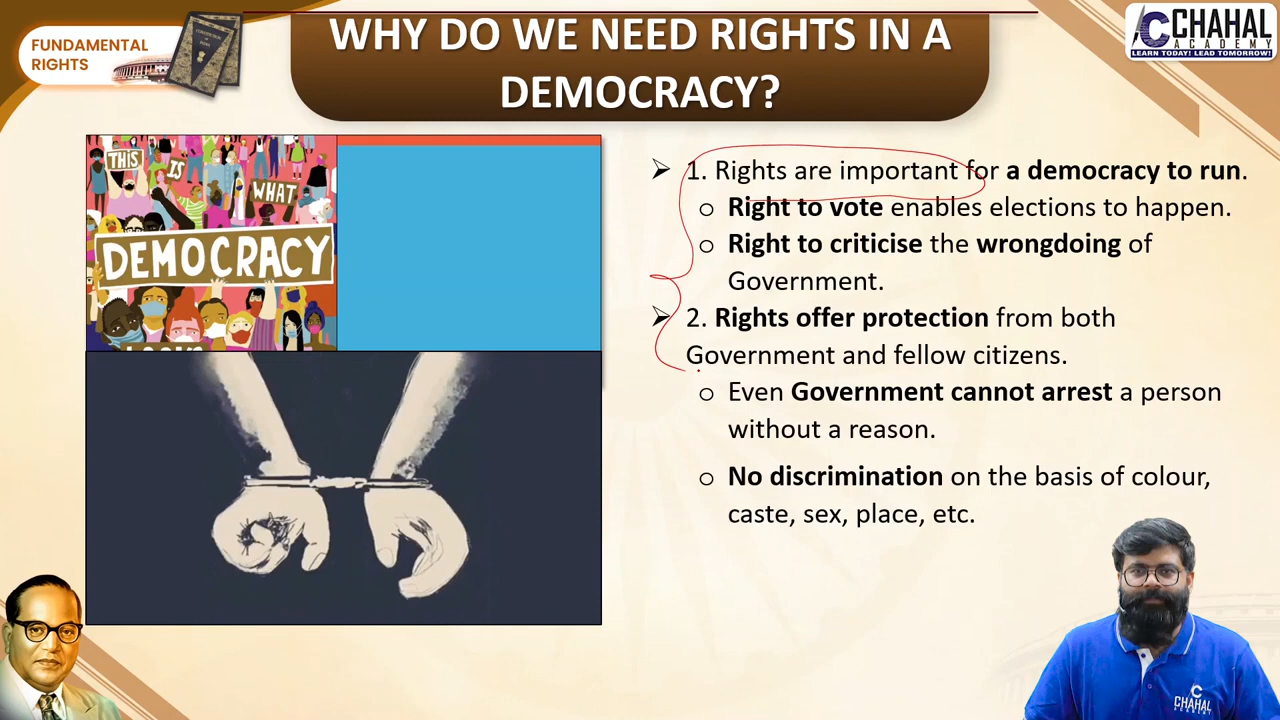 FUNDAMENTAL
RIGHTS
WHY DO WE NEED RIGHTS IN A
DEMOCRACY?
CHAHAL
ACADEMY
LEARN TODAY! LEAD TOMORROW!
THIS
IS
WHAT
DEMOCRACY
➢ 1. Rights are important for a democracy to run.
o Right to vote enables elections to happen.
o Right to criticise the wrongdoing of
Government.
➢ 2. Rights offer protection from both
Government and fellow citizens.
o Even Government cannot arrest a person
without a reason.
o No discrimination on the basis of colour,
caste, sex, place, etc.
CHAHAL
ACADEMY